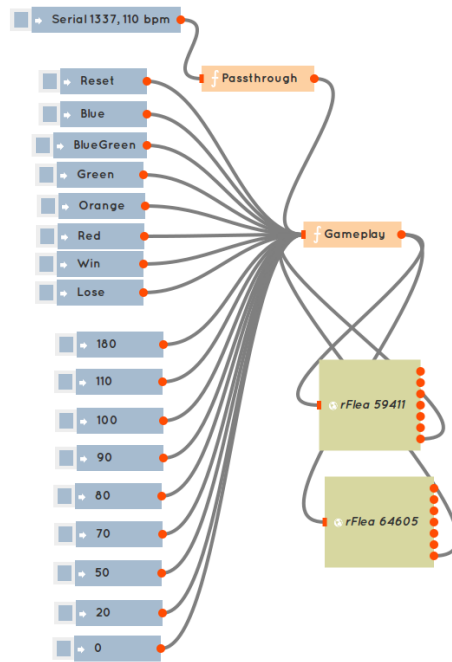 Serial 1337, 110 bpm
Passthrough
Reset
Blue
BlueGreen
Green
Orange
Red
Win
Lose
Gameplay
180
110
100
90
80
70
50
20
0
rFlea 59411
rFlea 64605